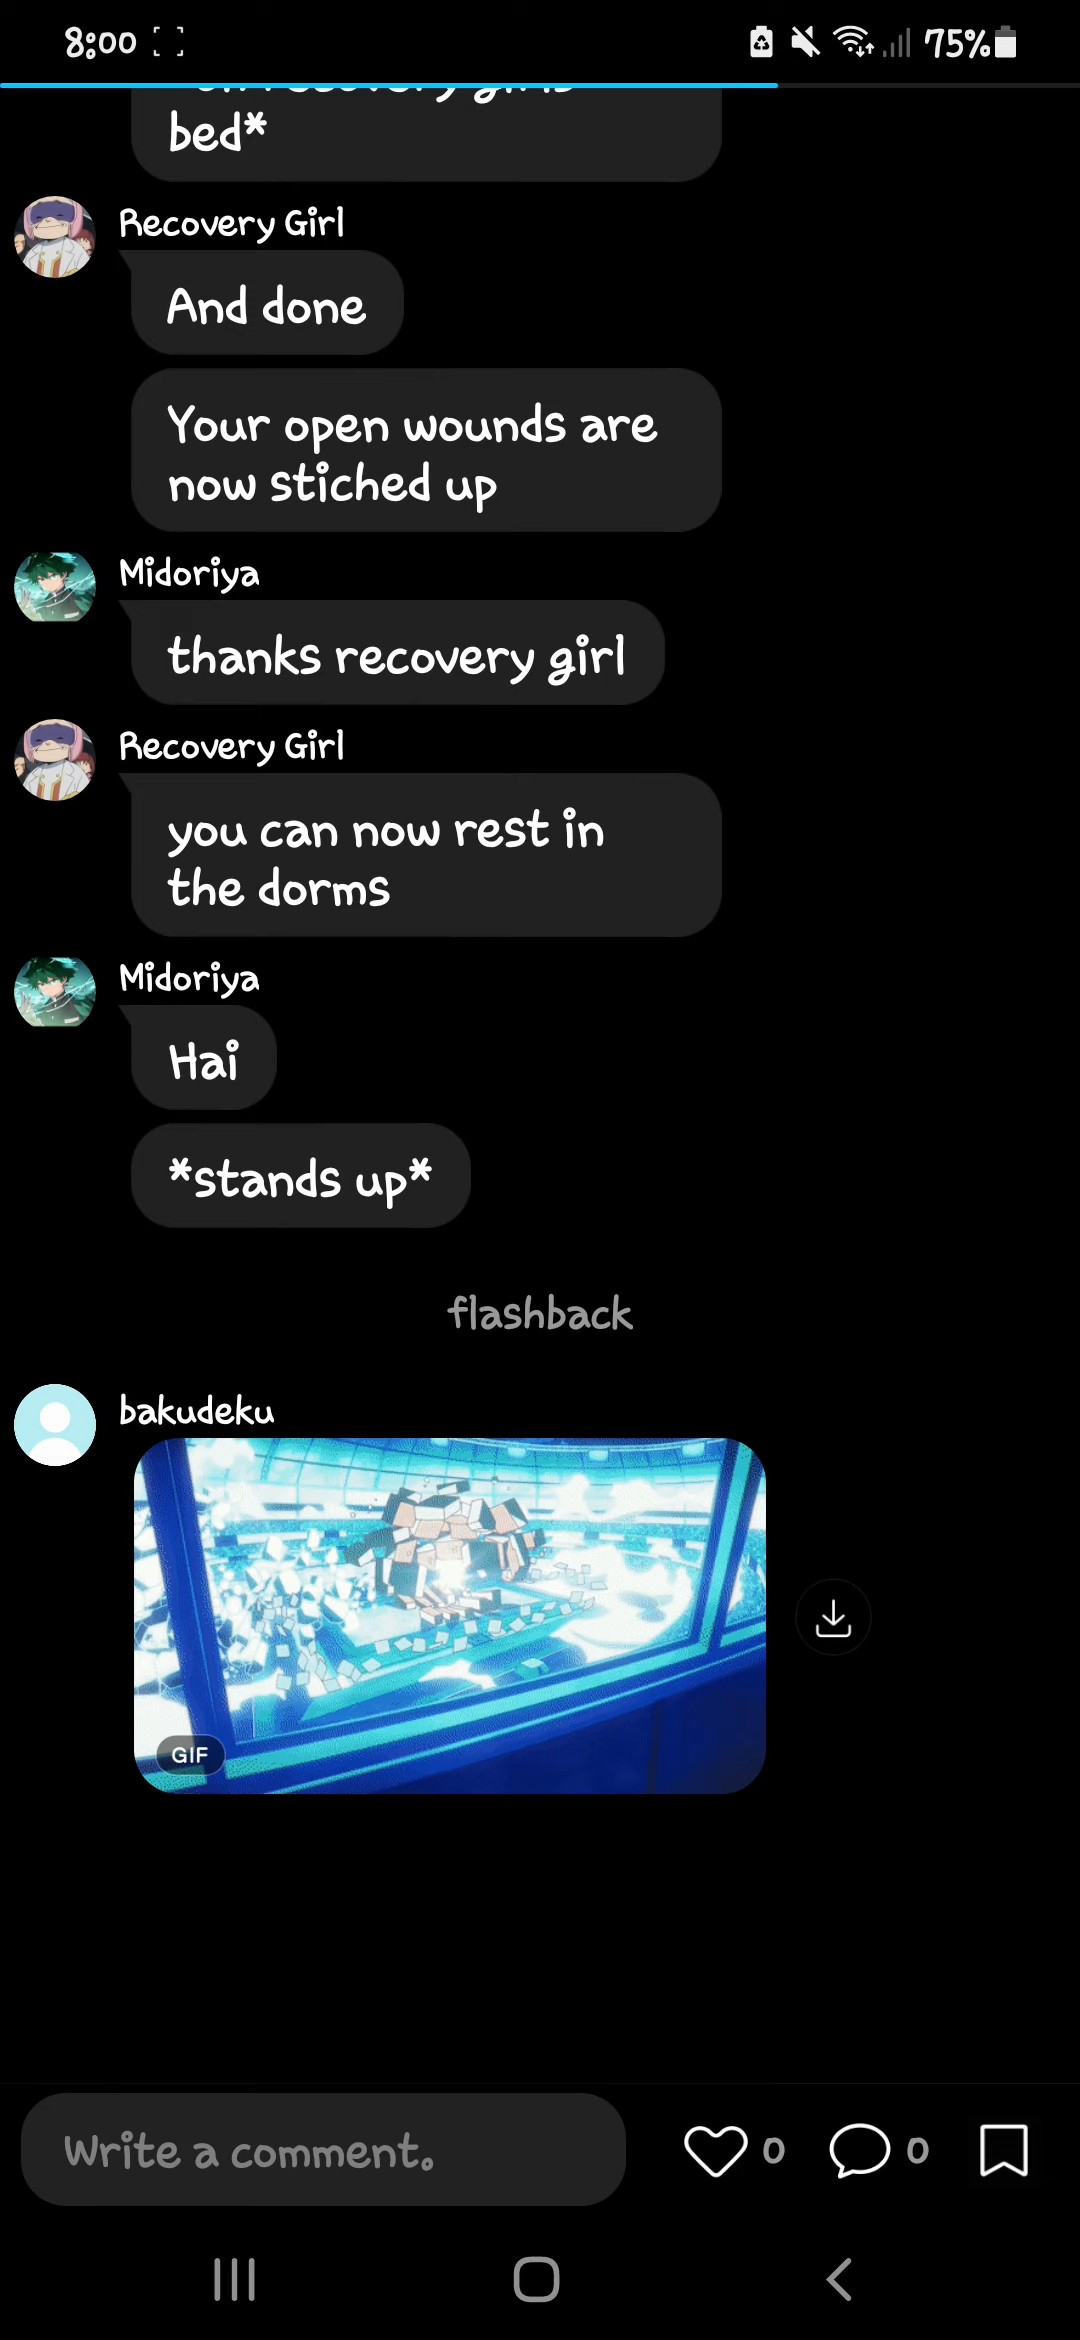 8:00
75%
bed*
Recovery Girl
And done
Your open wounds are
now stiched up
Midoriya
thanks recovery girl
Recovery Girl
you can now rest in
the dorms
Midoriya
Hai
*stands up*
flashback
bakudeku
GIF
Write a comment.
0
0